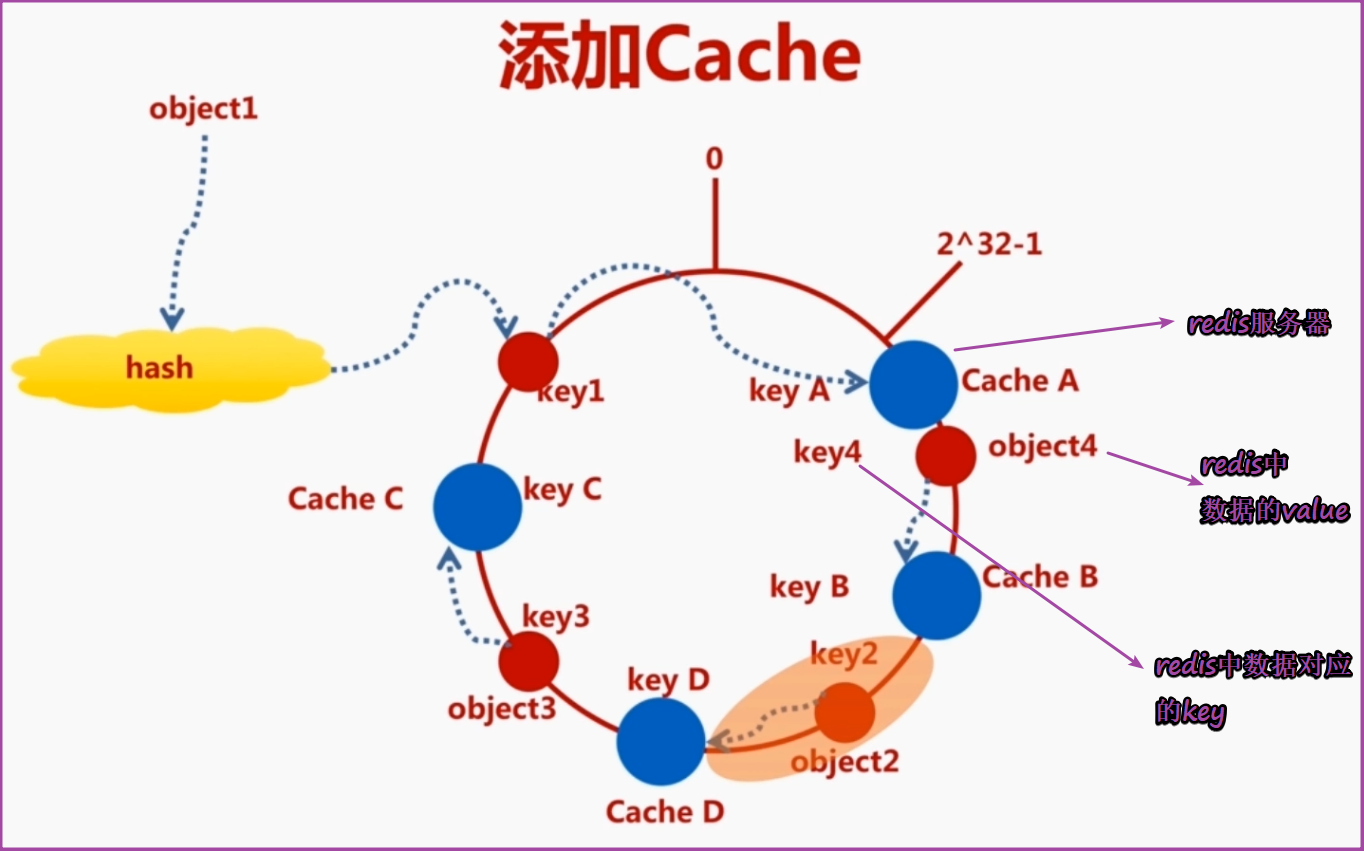 添加Cache
object1
0
2^32-1
redis服务器
hash
key1
key A
Cache A
key4
object4
redis中
数据的value
Cache C
key C
key B
Cache B
key3
key2
redis中数据对应
的key
key D
object3
object2
Cache D